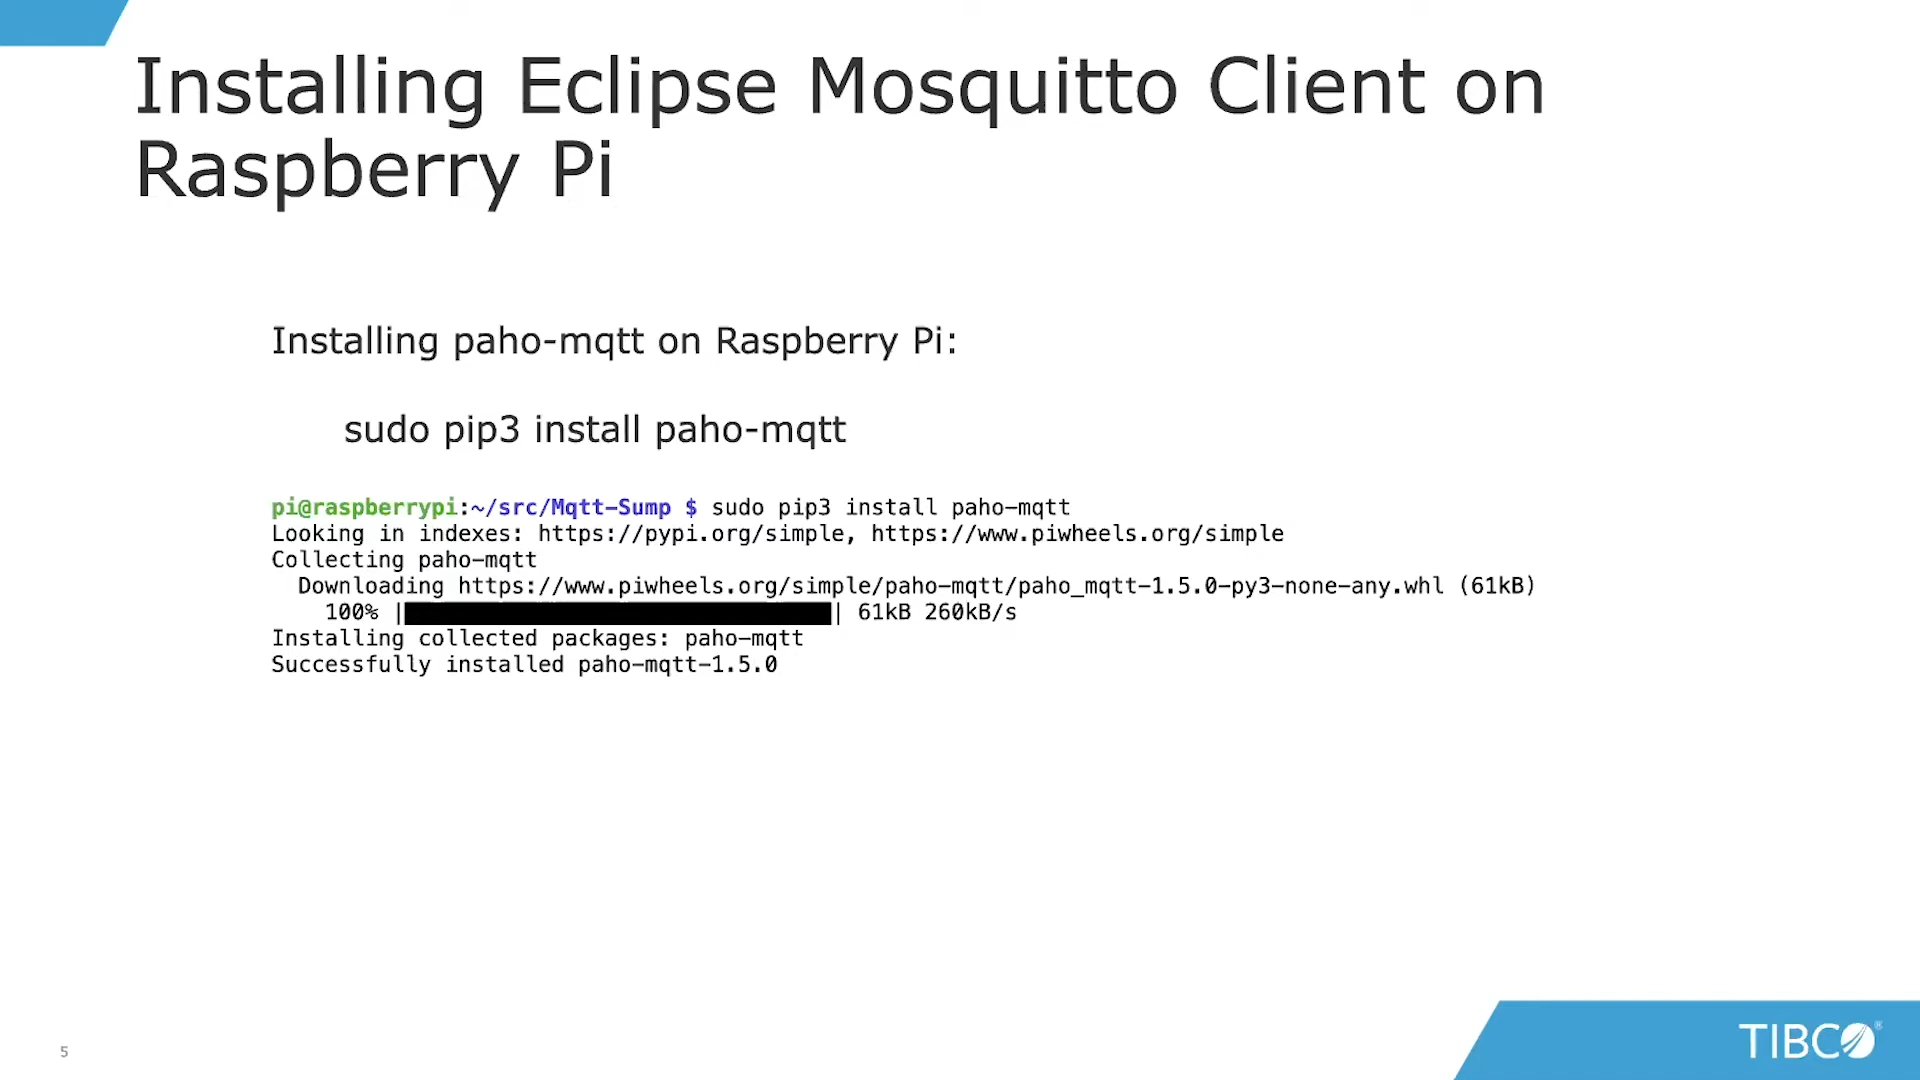 Installing Eclipse Mosquitto Client on
Raspberry Pi
Installing paho-mqtt on Raspberry Pi:
sudo pip3 install paho-mqtt
pi@raspberrypi:~/src/Mqtt-Sump $ sudo pip3 install paho-mqtt
Looking in indexes: https://pypi.org/simple, https://www.piwheels.org/simple
Collecting paho-mqtt
Downloading https://www.piwheels.org/simple/paho-mqtt/paho_mqtt-1.5.0-py3-none-any.whl (61kB)
100% |████████████████████████████████| 61kB 260kB/s
Installing collected packages: paho-mqtt
Successfully installed paho-mqtt-1.5.0
5
TIBCO®